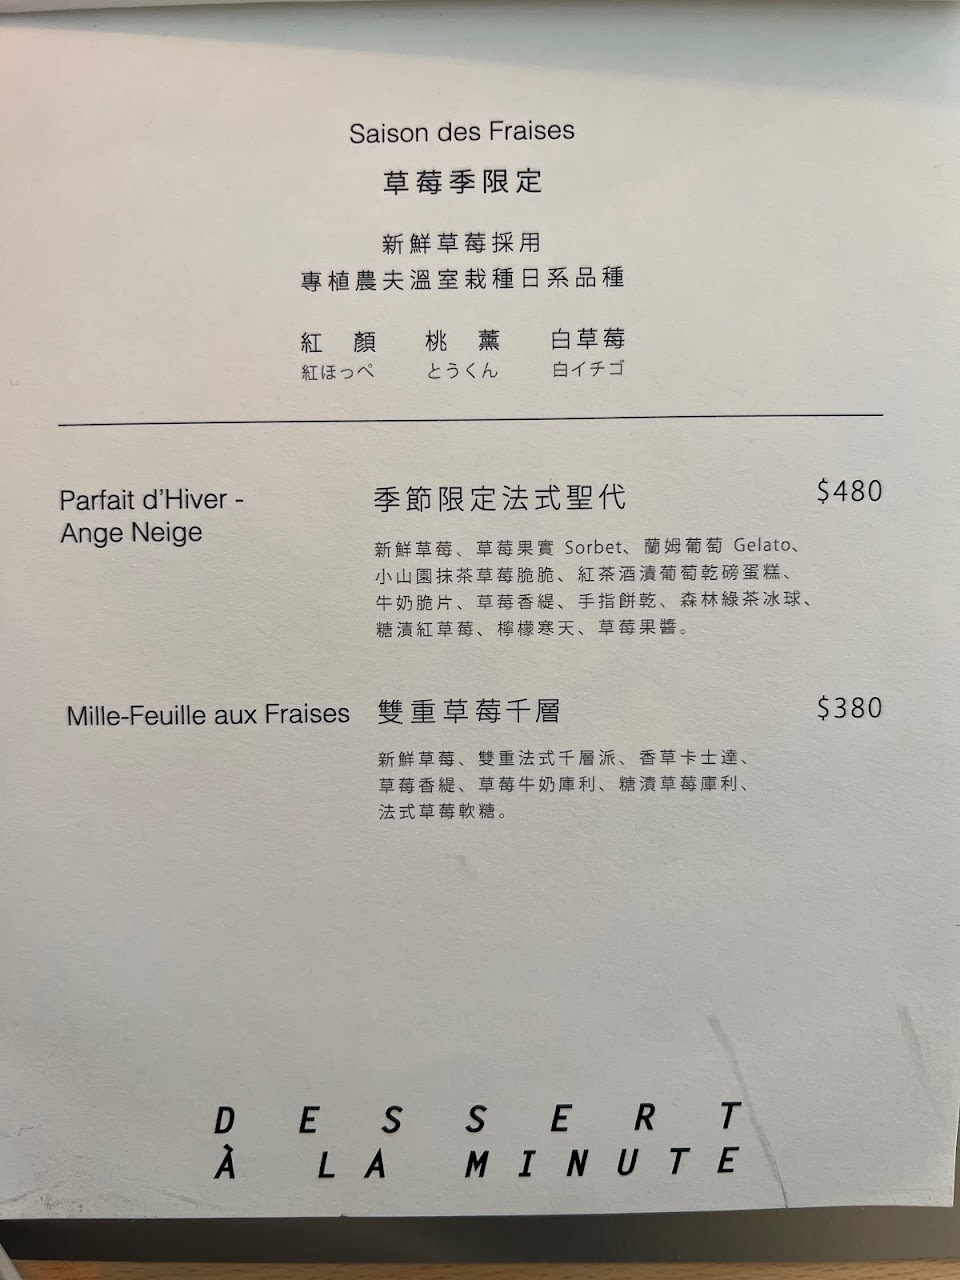 Saison des Fraises
草莓季限定
新鮮草莓採用
專植農夫溫室栽種日系品種
紅顏 桃薰 白草莓
紅ほっぺ とうくん 白イチゴ
Parfait d'Hiver -
Ange Neige
季節限定法式聖代 $480
新鮮草莓、草莓果實 Sorbet、蘭姆葡萄 Gelato、
小山園抹茶草莓脆脆、紅茶酒漬葡萄乾磅蛋糕、
牛奶脆片、草莓香緹、手指餅乾、森林綠茶冰球、
糖漬紅草莓、檸檬寒天、草莓果醬。
Mille-Feuille aux Fraises 雙重草莓千層 $380
新鮮草莓、雙重法式千層派、香草卡士達、
草莓香緹、草莓牛奶庫利、糖漬草莓庫利、
法式草莓軟糖。
DESSERT
À LA MINUTE